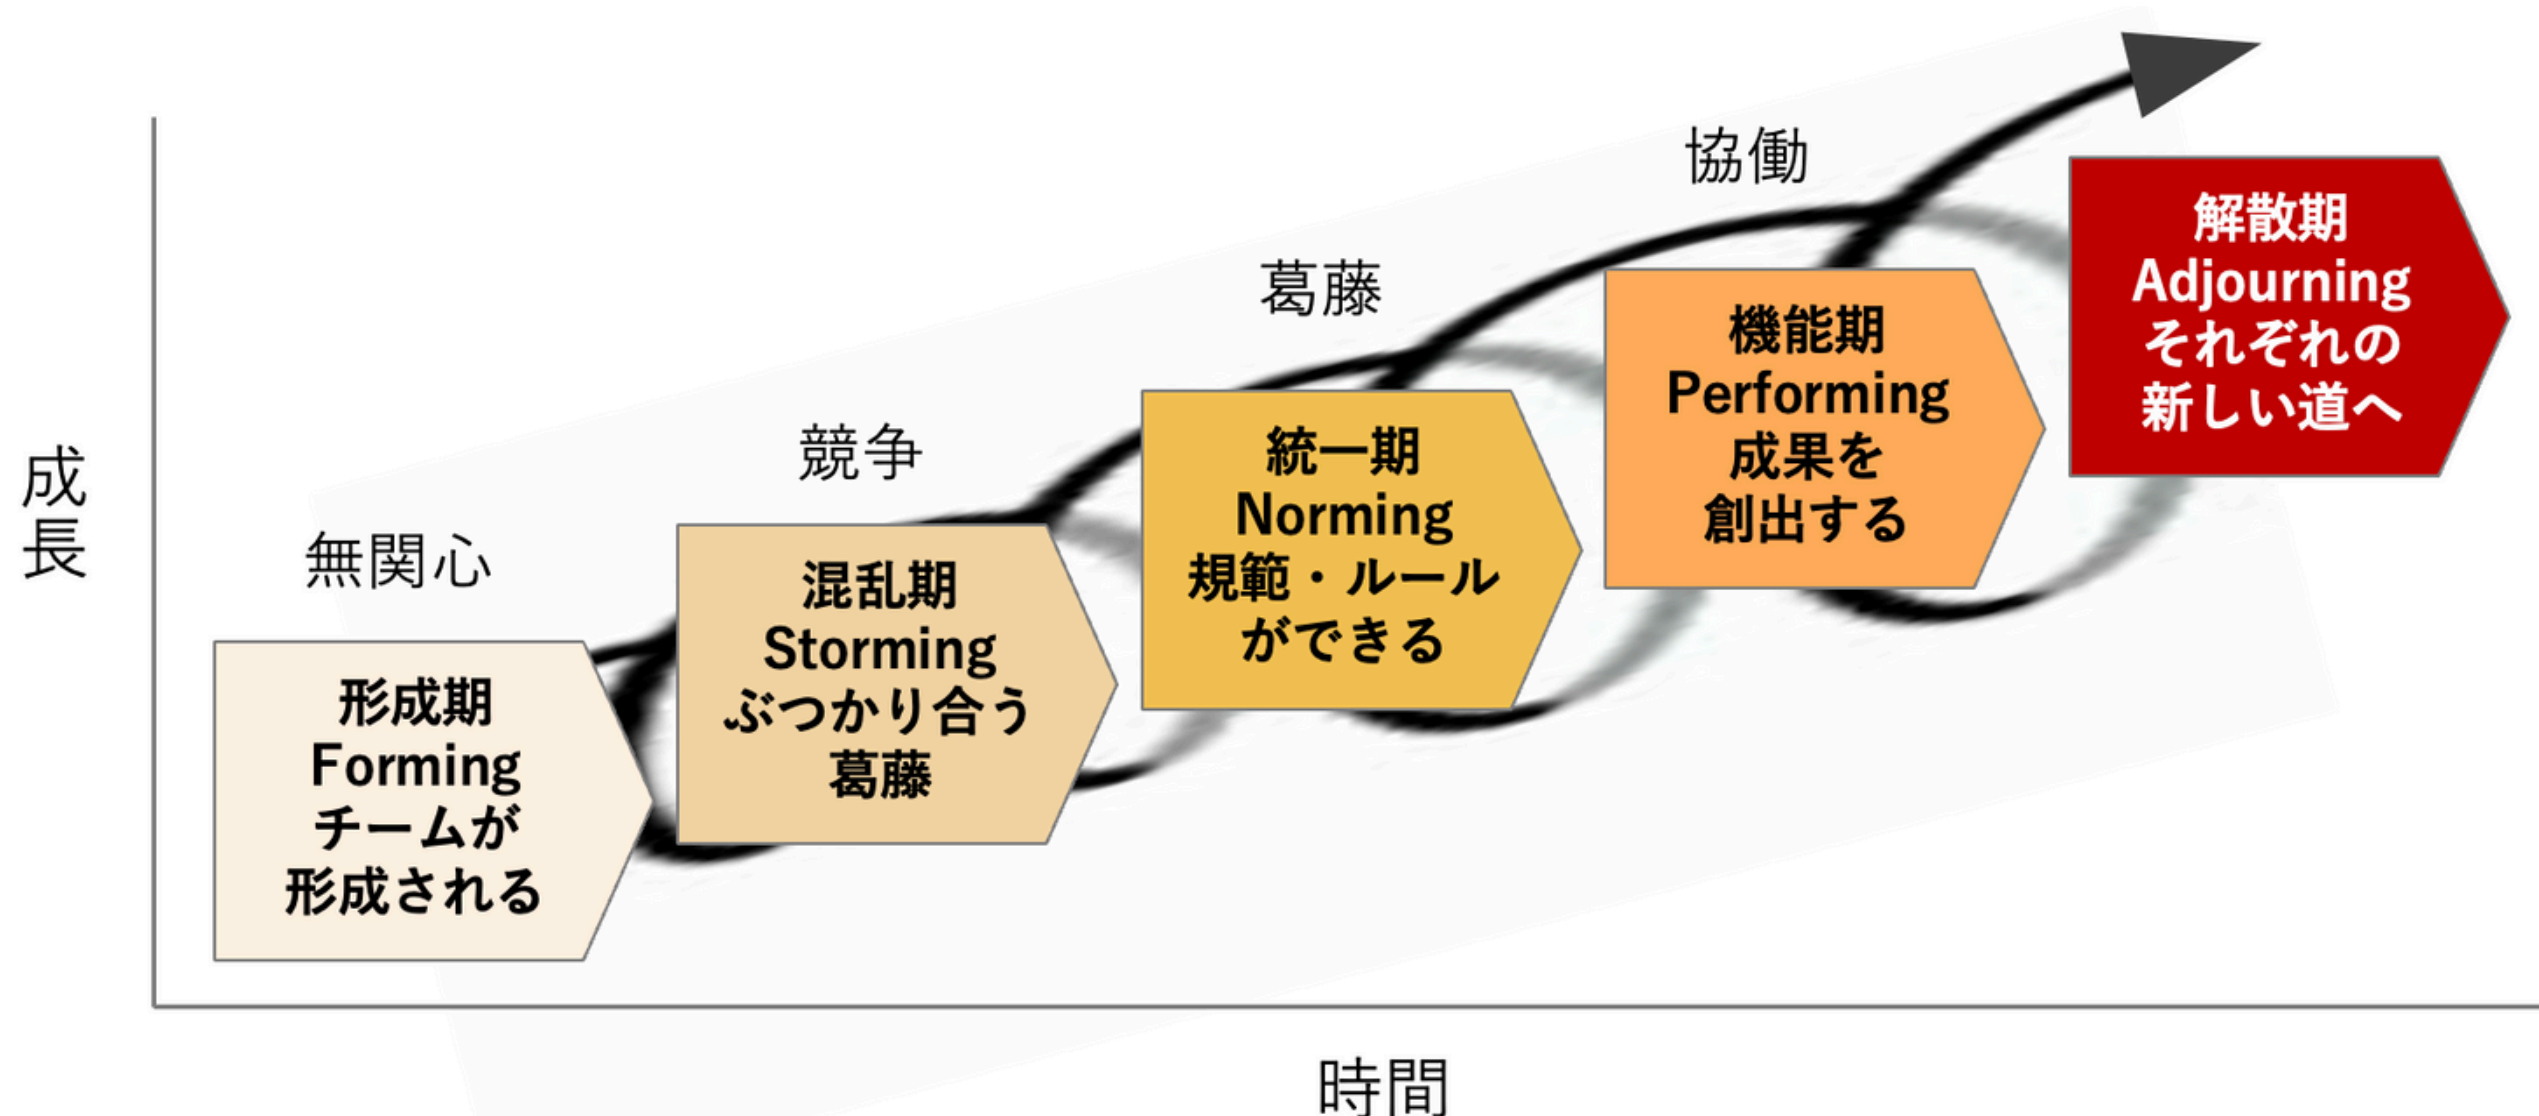 成長
無関心
形成期
Forming
チームが
形成される
競争
混乱期
Storming
ぶつかり合う
葛藤
葛藤
統一期
Norming
規範・ルール
ができる
協働
機能期
Performing
成果を
創出する
解散期
Adjourning
それぞれの
新しい道へ
時間